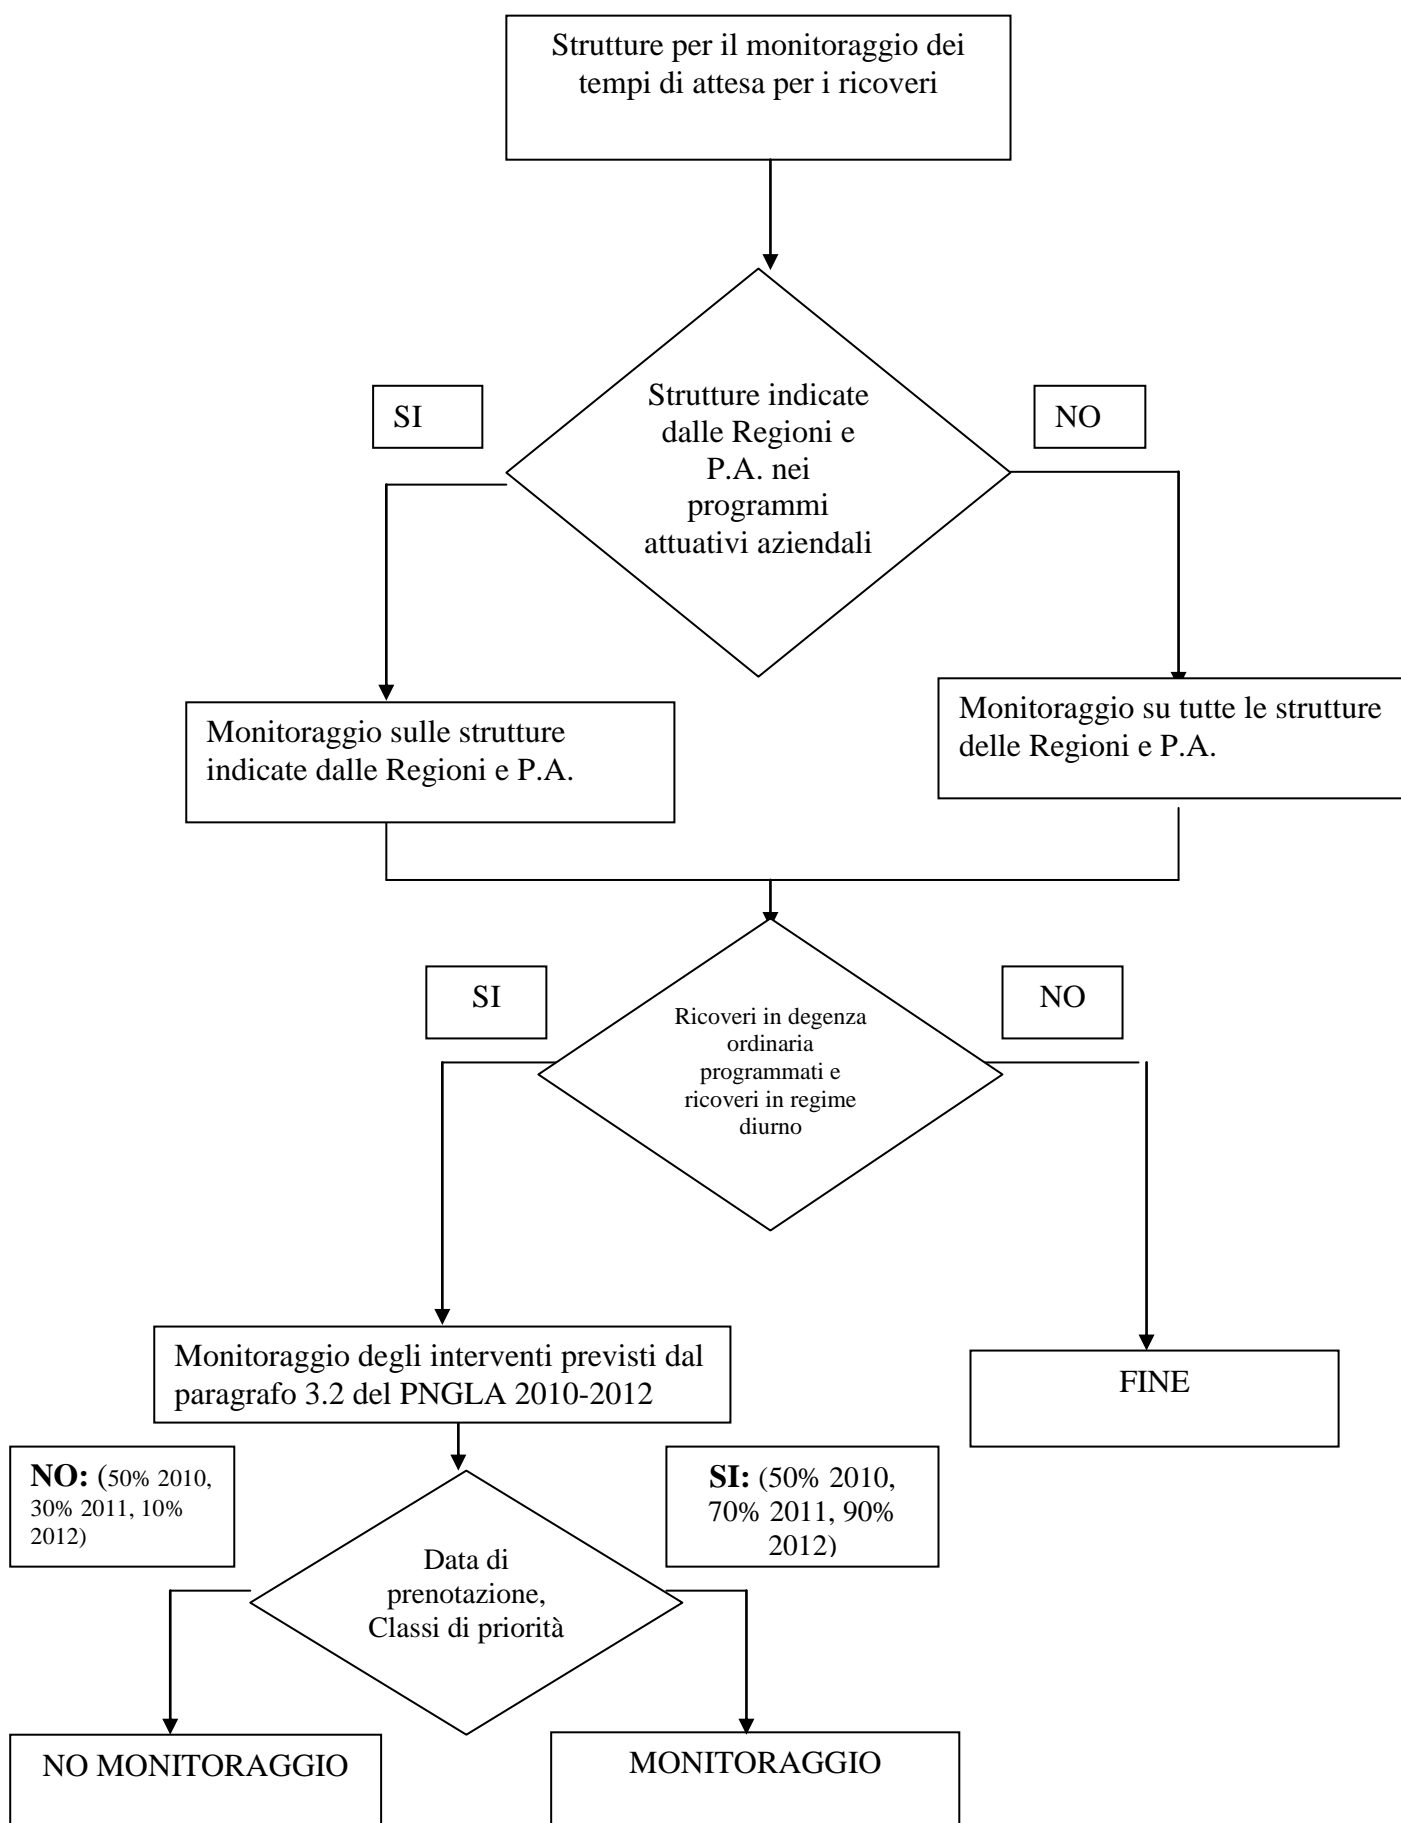 Strutture per il monitoraggio dei
tempi di attesa per i ricoveri
SI
Strutture indicate
dalle Regioni e
P.A. nei
programmi
attuativi aziendali
NO
Monitoraggio sulle strutture
indicate dalle Regioni e P.A.
Monitoraggio su tutte le strutture
delle Regioni e P.A.
SI
Ricoveri in degenza
ordinaria
programmati e
ricoveri in regime
diurno
NO
Monitoraggio degli interventi previsti dal
paragrafo 3.2 del PNGLA 2010-2012
FINE
NO: (50% 2010,
30% 2011, 10%
2012)
SI: (50% 2010,
70% 2011, 90%
2012)
Data di
prenotazione,
Classi di priorità
NO MONITORAGGIO
MONITORAGGIO